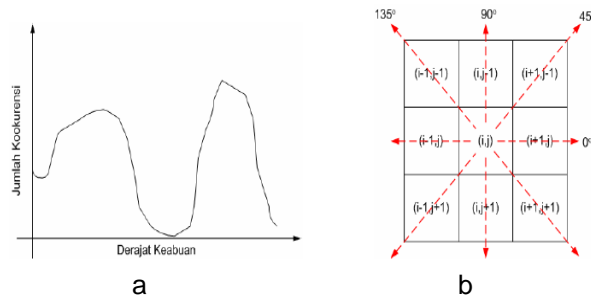 Jumlah Kookurensi
Derajat Keabuan
a
135° 90° 45
(i-1,j-1) (i,j-1) (i+1,j-1)
(i-1,j) (i,j) (i+1,j) 0°
(i-1,j+1) (i,j+1) (i+1,j+1)
b